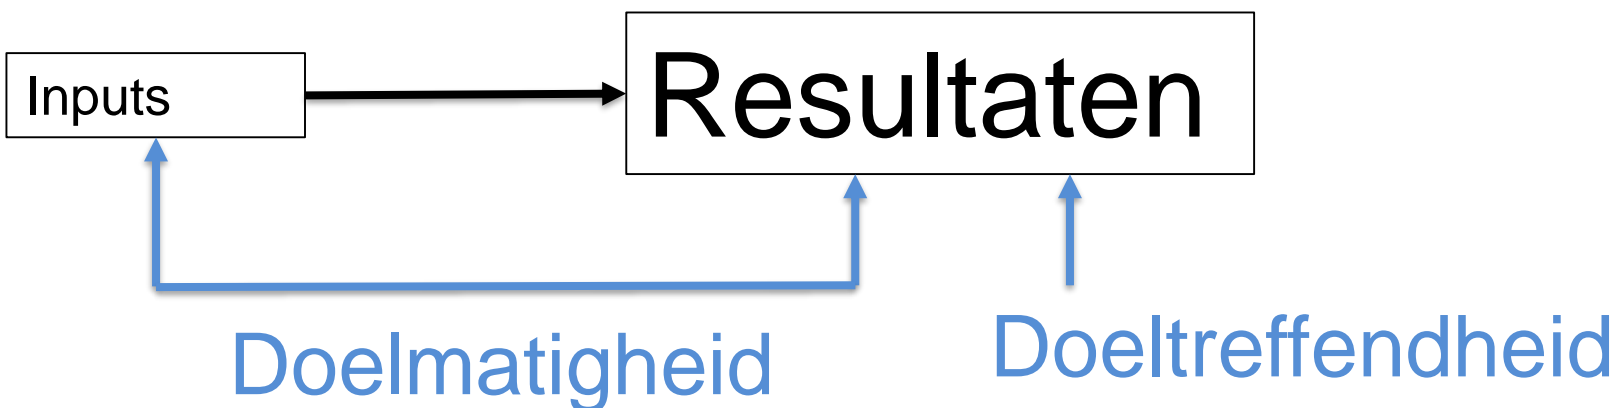 Inputs
Resultaten
Doelmatigheid
Doeltreffendheid